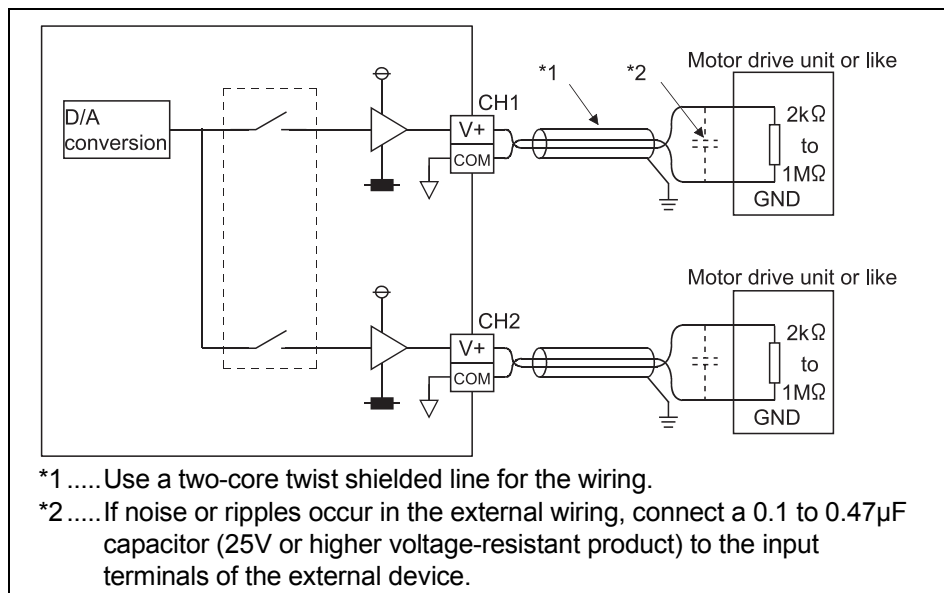 Motor drive unit or like
*1
*2
CH1
D/A
conversion
V+
COM
2kΩ
to
1MΩ
GND
Motor drive unit or like
CH2
V+
COM
2kΩ
to
1MΩ
GND
*1.....Use a two-core twist shielded line for the wiring.
*2.....If noise or ripples occur in the external wiring, connect a 0.1 to 0.47µF
capacitor (25V or higher voltage-resistant product) to the input
terminals of the external device.